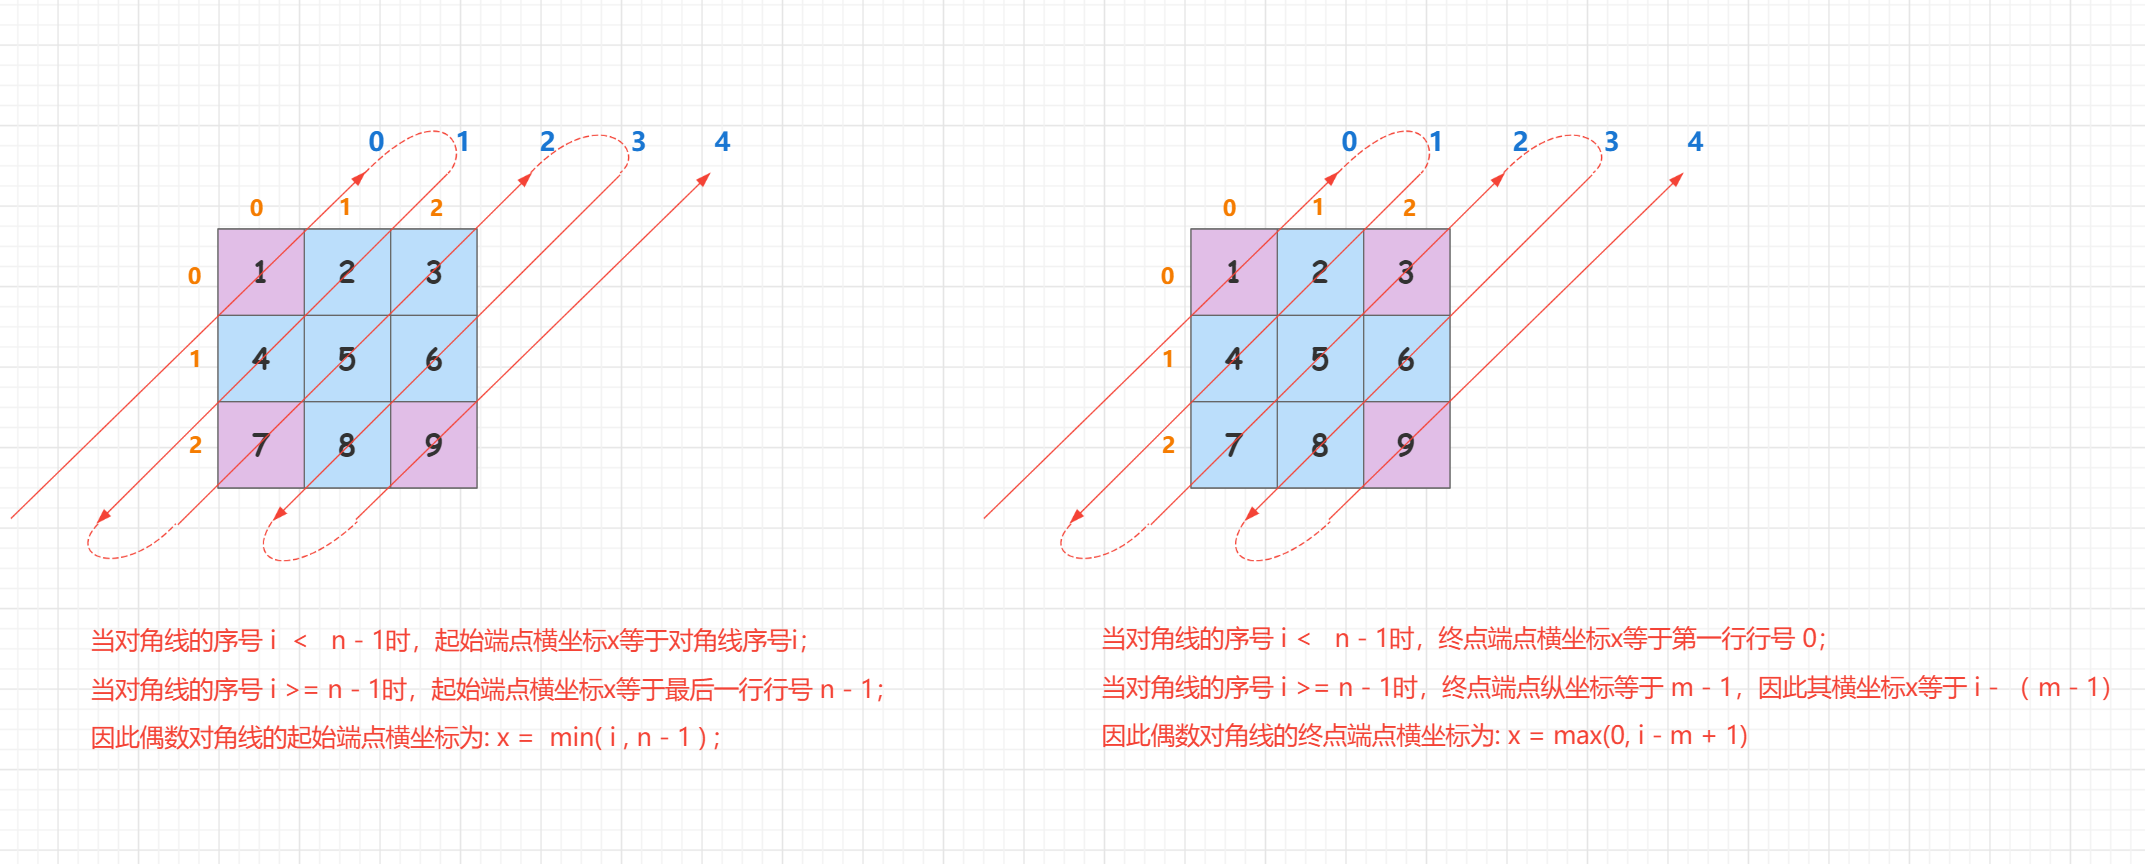 0 1 2 3 4
0 1 2
0 1 2 3
1 4 5 6
2 7 8 9
当对角线的序号 i < n - 1时，起始端点横坐标x等于对角线序号i；
当对角线的序号 i >= n - 1时，起始端点横坐标x等于最后一行行号 n - 1；
因此偶数对角线的起始端点横坐标为: x = min( i , n - 1 ) ;
0 1 2 3 4
0 1 2
0 1 2 3
1 4 5 6
2 7 8 9
当对角线的序号 i < n - 1时，终点端点横坐标x等于第一行行号 0；
当对角线的序号 i >= n - 1时，终点端点纵坐标等于 m - 1，因此其横坐标x等于 i - （ m - 1）
因此偶数对角线的终点端点横坐标为: x = max(0, i - m + 1)